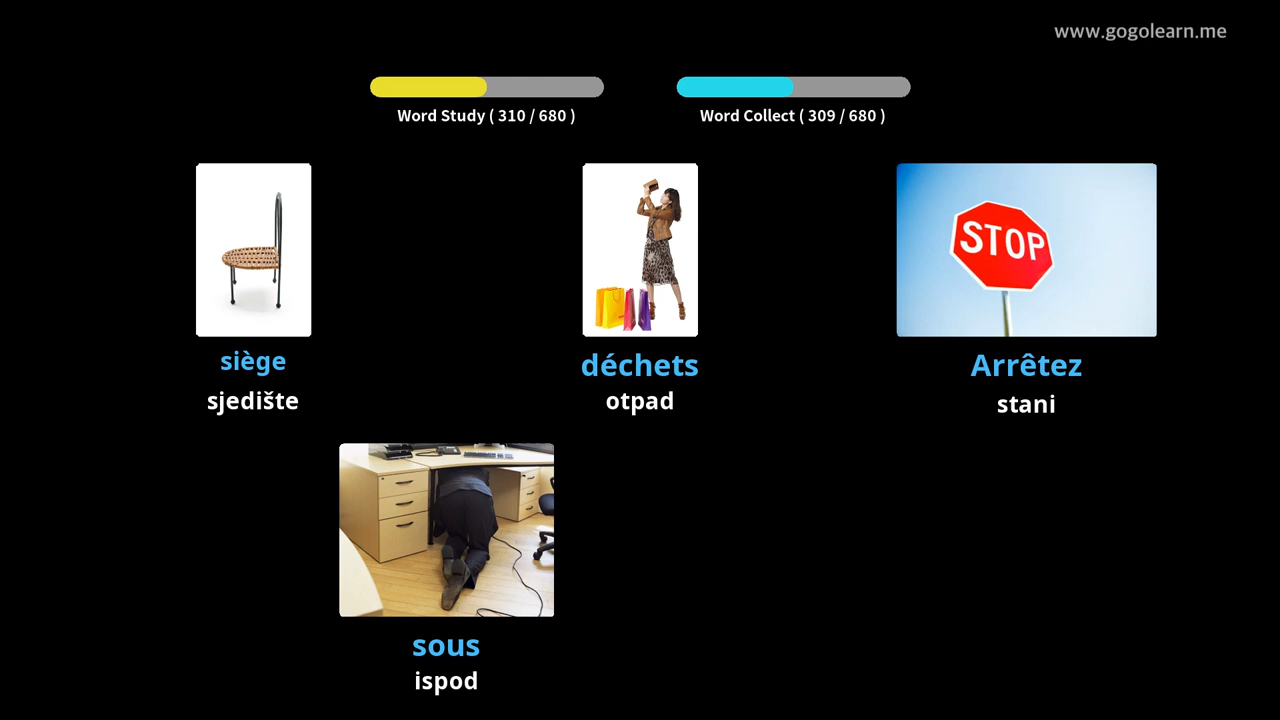 www.gogolearn.me
Word Study ( 310 / 680 )
Word Collect ( 309 / 680 )
STOP
siège
déchets
Arrêtez
sjedište
otpad
stani
sous
ispod